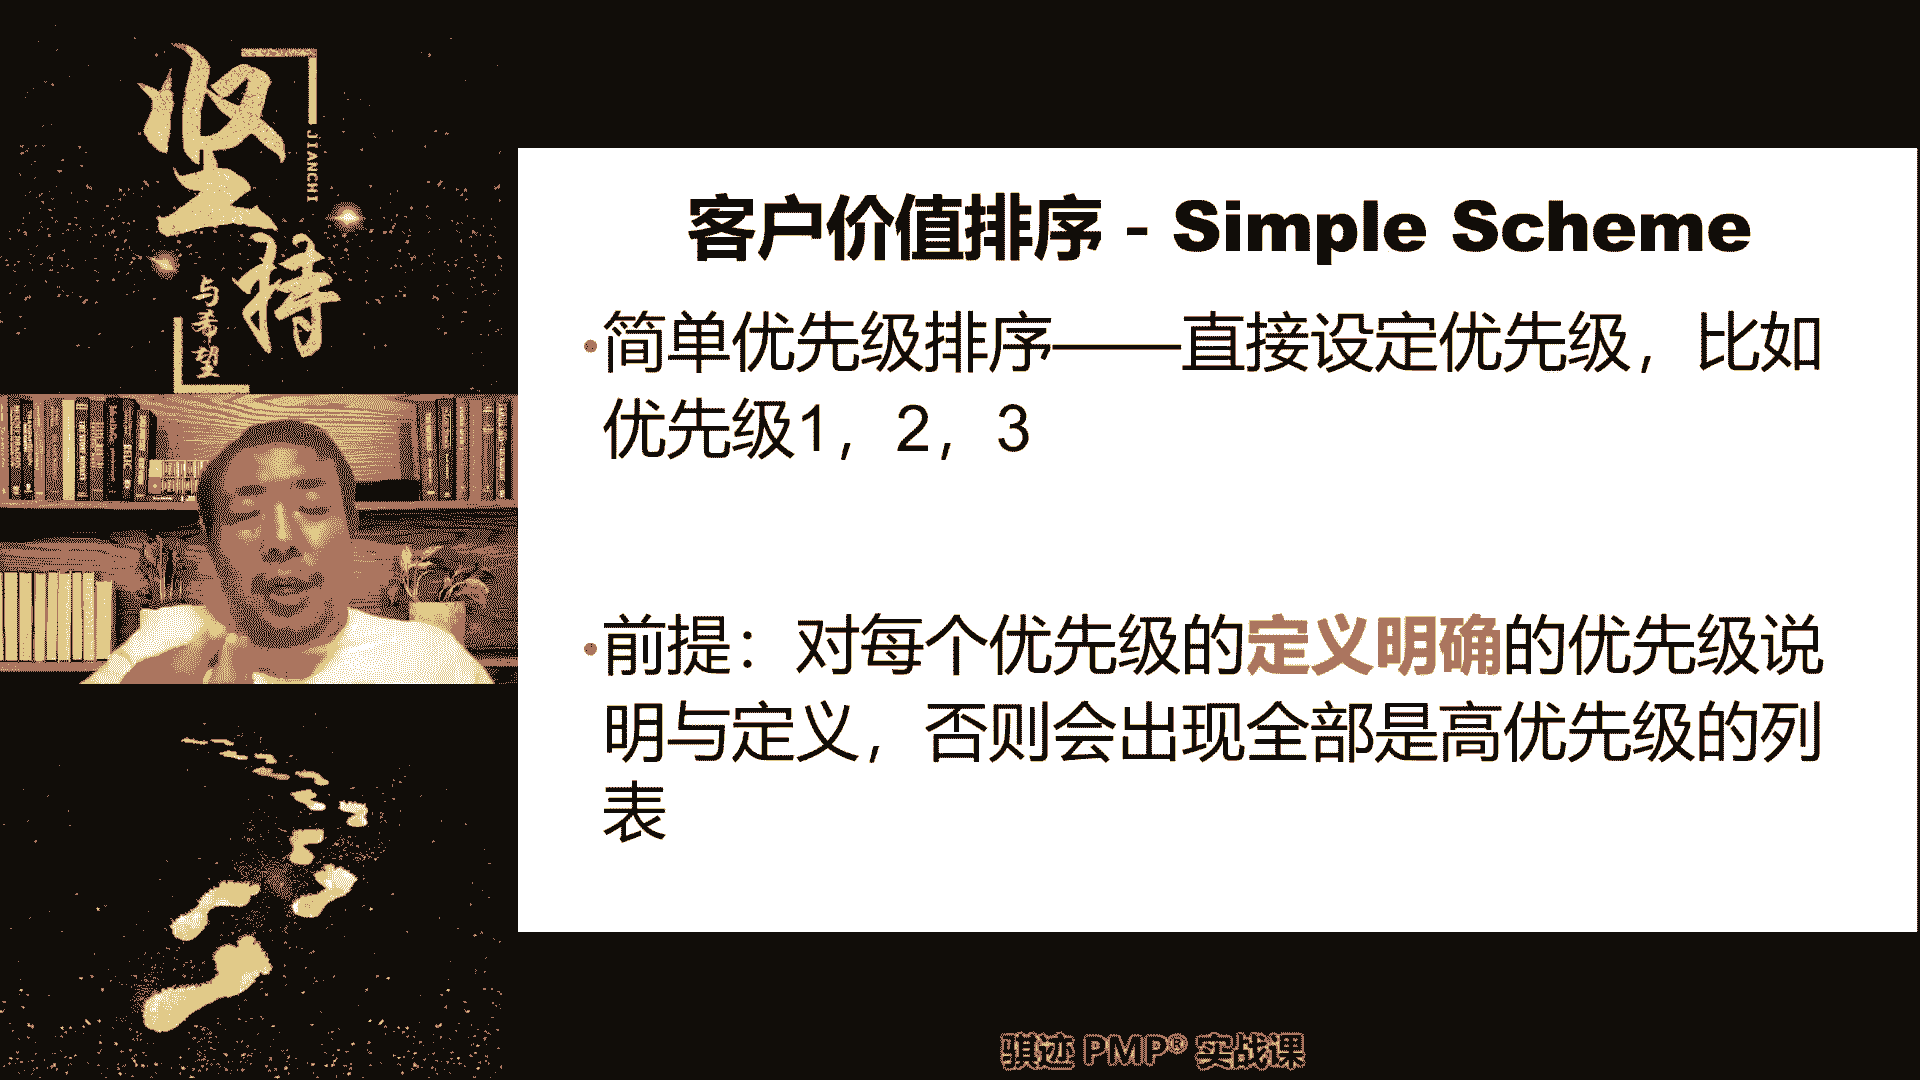 坚持
JIANCHI
与希望
客户价值排序 - Simple Scheme
•简单优先级排序——直接设定优先级，比如
优先级1，2，3
•前提：对每个优先级的定义明确的优先级说
明与定义，否则会出现全部是高优先级的列
表
骐迹 PMP® 实战课